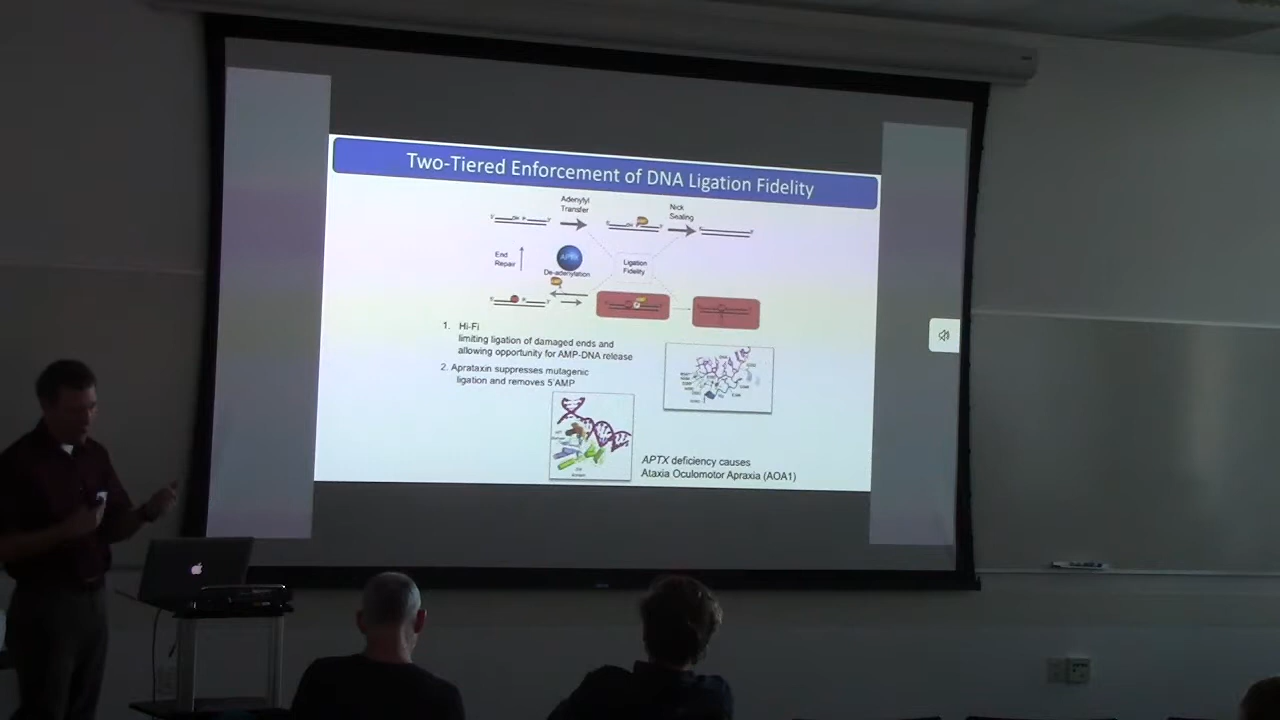 Two-Tiered Enforcement of DNA Ligation Fidelity
Adenylyl
Transfer
Nick
Sealing
End
Repair
APTX
De-adenylation
Ligation
Fidelity
1. Hi-Fi
limiting ligation of damaged ends and
allowing opportunity for AMP-DNA release
2. Aprataxin suppresses mutagenic
ligation and removes 5'AMP
APTX deficiency causes
Ataxia Oculomotor Apraxia (AOA1)